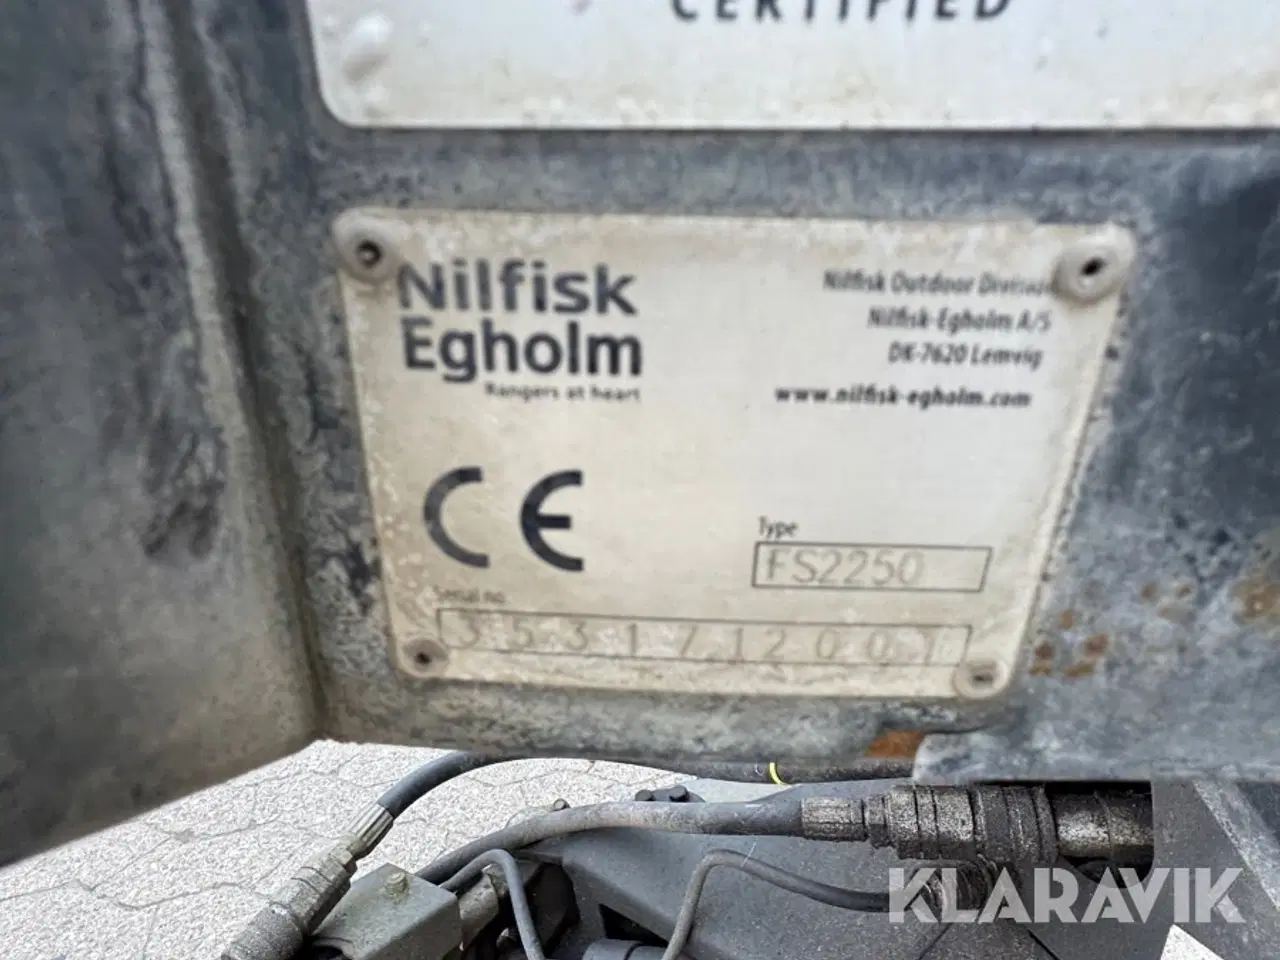 CERTIFIED
Nilfisk
Egholm
Rangers at heart
Nilfisk Outdoor Division
Nilfisk-Egholm A/S
DK-7620 Lemvig
www.nilfisk-egholm.com
CE
Type
FS2250
Serial no.
3531712007
KLARAVIK